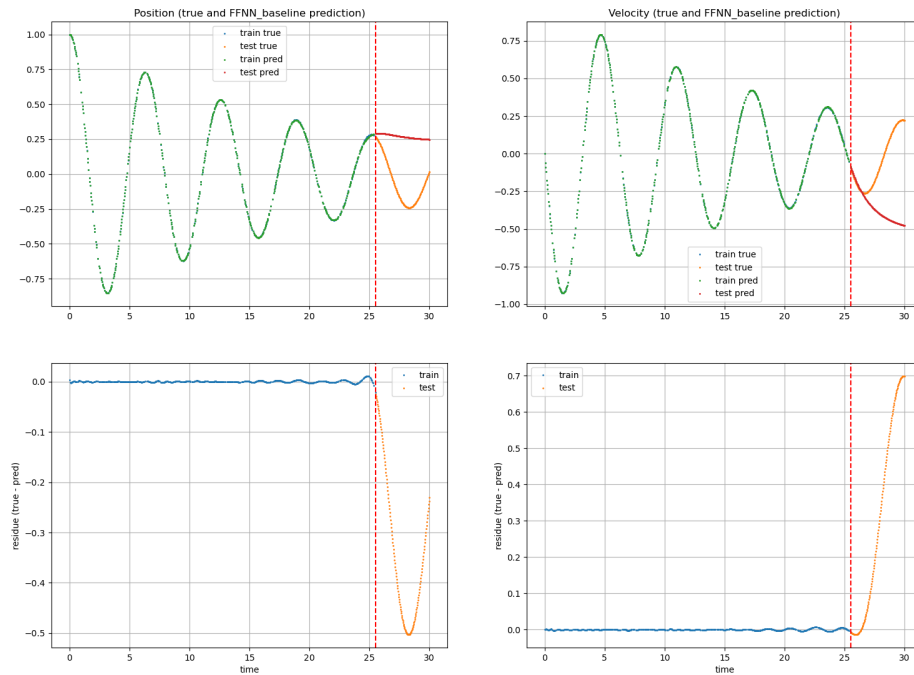 Position (true and FFNN_baseline prediction)
1.00
0.75
0.50
0.25
0.00
−0.25
−0.50
−0.75
train true
test true
train pred
test pred
0 5 10 15 20 25 30
Velocity (true and FFNN_baseline prediction)
0.75
0.50
0.25
0.00
−0.25
−0.50
−0.75
−1.00
train true
test true
train pred
test pred
0 5 10 15 20 25 30
residue (true - pred)
0.0
−0.1
−0.2
−0.3
−0.4
−0.5
train
test
0 5 10 15 20 25 30
time
residue (true - pred)
0.7
0.6
0.5
0.4
0.3
0.2
0.1
0.0
train
test
0 5 10 15 20 25 30
time